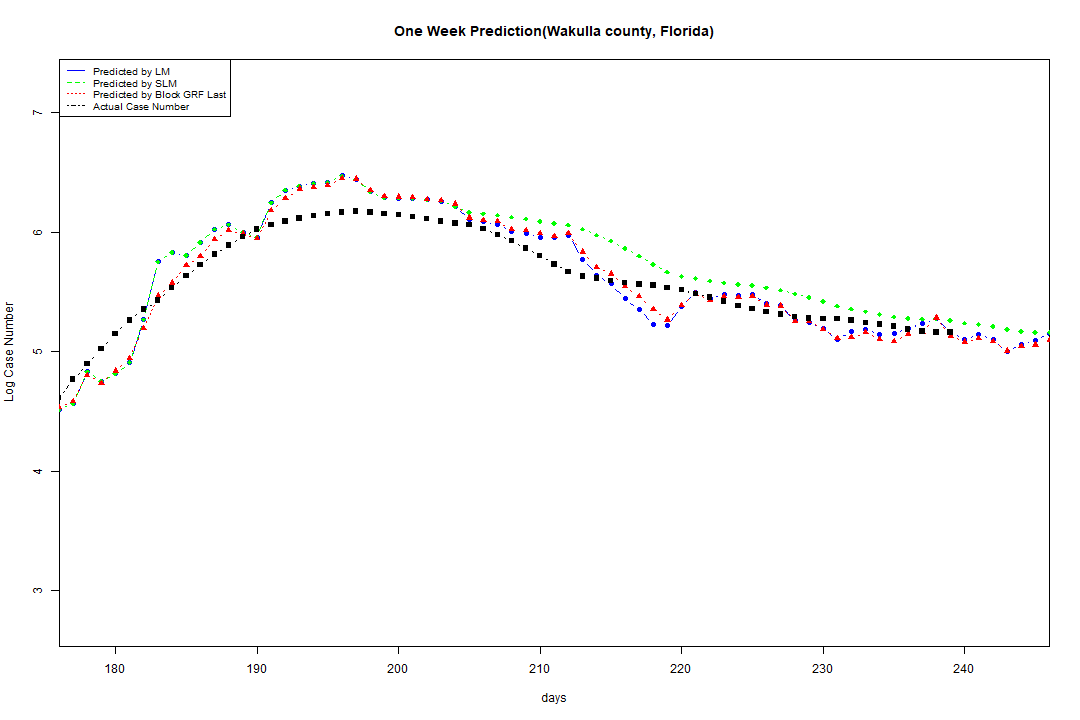 One Week Prediction(Wakulla county, Florida)
Predicted by LM
Predicted by SLM
Predicted by Block GRF Last
Actual Case Number
7
6
5
4
3
Log Case Number
180 190 200 210 220 230 240
days